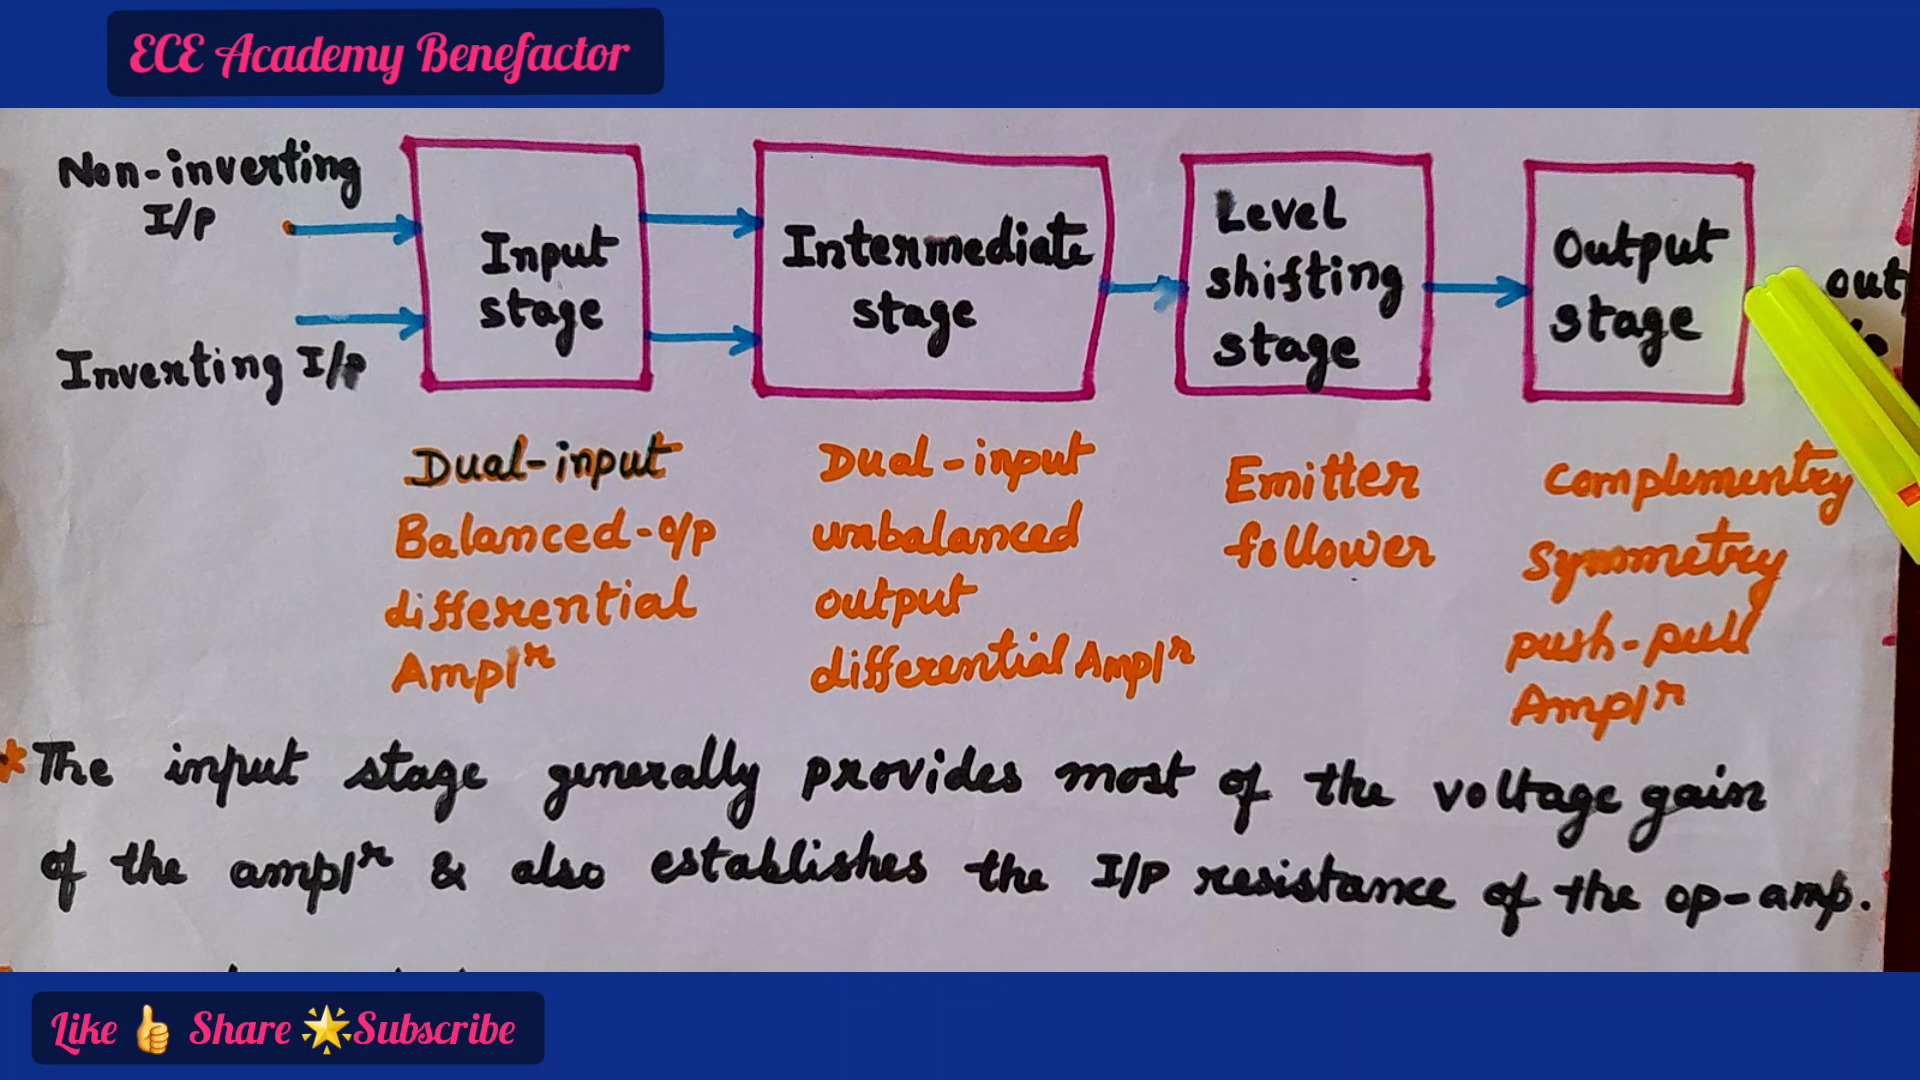 ECE Academy Benefactor
Non-inverting
I/P
Inverting I/P
Input
stage
Intermediate
stage
Level
shifting
stage
Output
stage
Dual-input
Balanced-o/p
differential
Ampl^r
Dual-input
unbalanced
output
differential Ampl^r
Emitter
follower
complementry
symmetry
push-pull
Ampl^r
*The input stage generally provides most of the voltage gain
of the ampl^r & also establishes the I/P resistance of the op-amp.
Like 👍 Share 🌟Subscribe